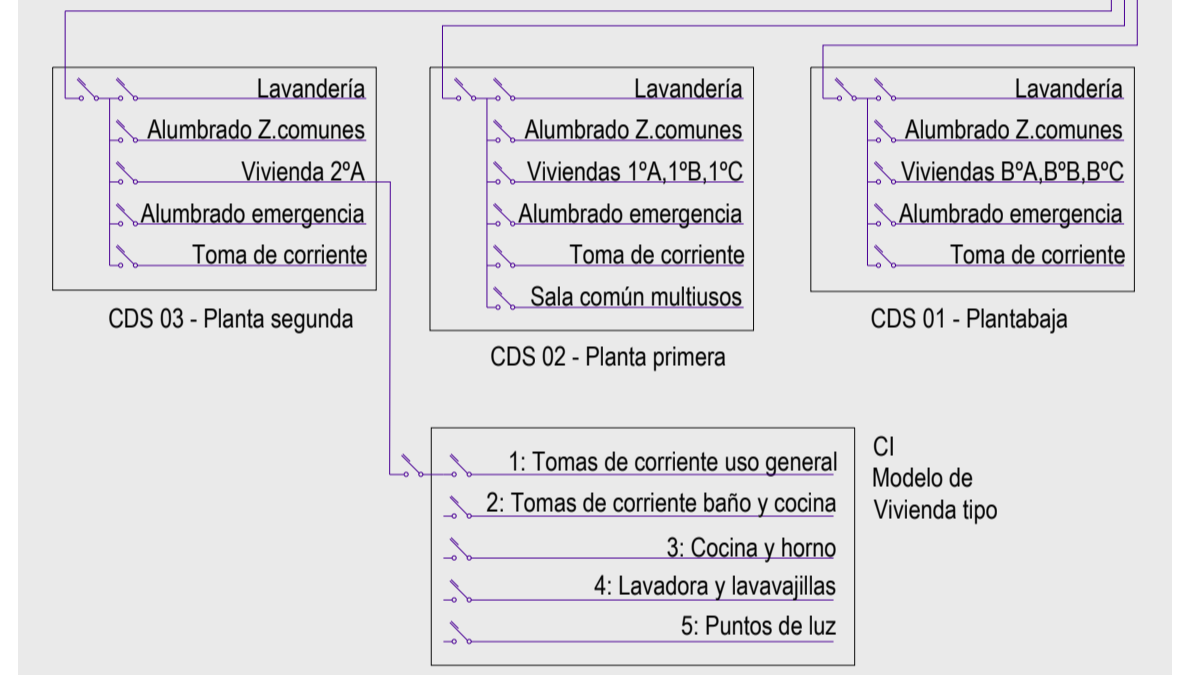 Lavandería
Alumbrado Z.comunes
Vivienda 2ºA
Alumbrado emergencia
Toma de corriente
CDS 03 - Planta segunda
Lavandería
Alumbrado Z.comunes
Viviendas 1ºA,1ºB,1ºC
Alumbrado emergencia
Toma de corriente
Sala común multiusos
CDS 02 - Planta primera
Lavandería
Alumbrado Z.comunes
Viviendas BºA,BºB,BºC
Alumbrado emergencia
Toma de corriente
CDS 01 - Plantabaja
1: Tomas de corriente uso general
2: Tomas de corriente baño y cocina
3: Cocina y horno
4: Lavadora y lavavajillas
5: Puntos de luz
CI
Modelo de
Vivienda tipo